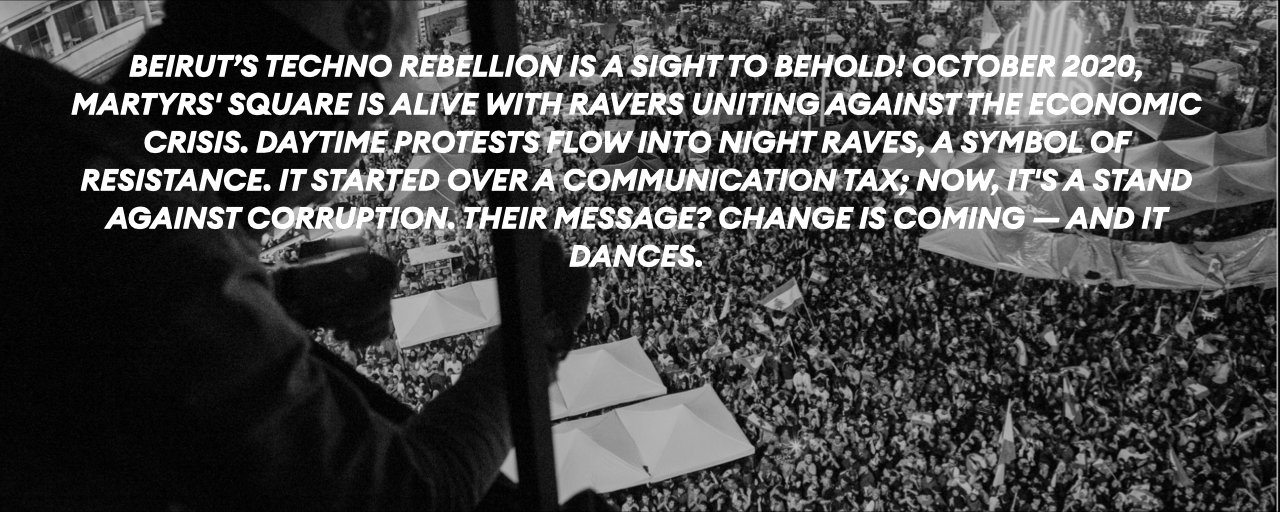 BEIRUT’S TECHNO REBELLION IS A SIGHT TO BEHOLD! OCTOBER 2020,
MARTYRS' SQUARE IS ALIVE WITH RAVERS UNITING AGAINST THE ECONOMIC
CRISIS. DAYTIME PROTESTS FLOW INTO NIGHT RAVES, A SYMBOL OF
RESISTANCE. IT STARTED OVER A COMMUNICATION TAX; NOW, IT'S A STAND
AGAINST CORRUPTION. THEIR MESSAGE? CHANGE IS COMING — AND IT
DANCES.